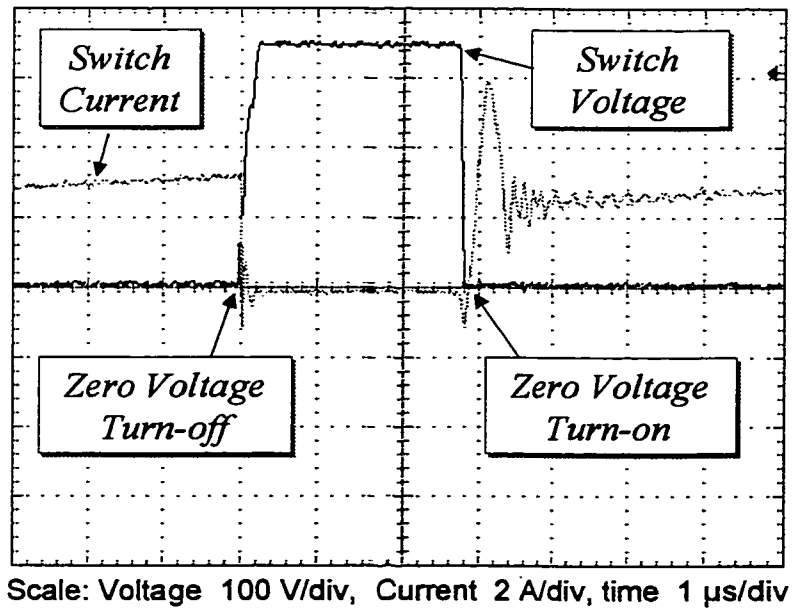 Switch
Current
Switch
Voltage
Zero Voltage
Turn-off
Zero Voltage
Turn-on
Scale: Voltage 100 V/div, Current 2 A/div, time 1 µs/div